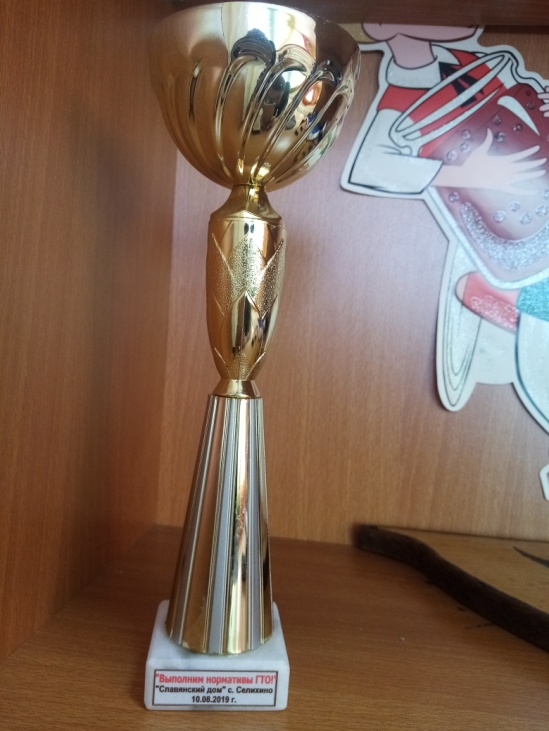 "Выполним нормативы ГТО!"
"Славянский дом" с. Селихино
10.08.2019 г.